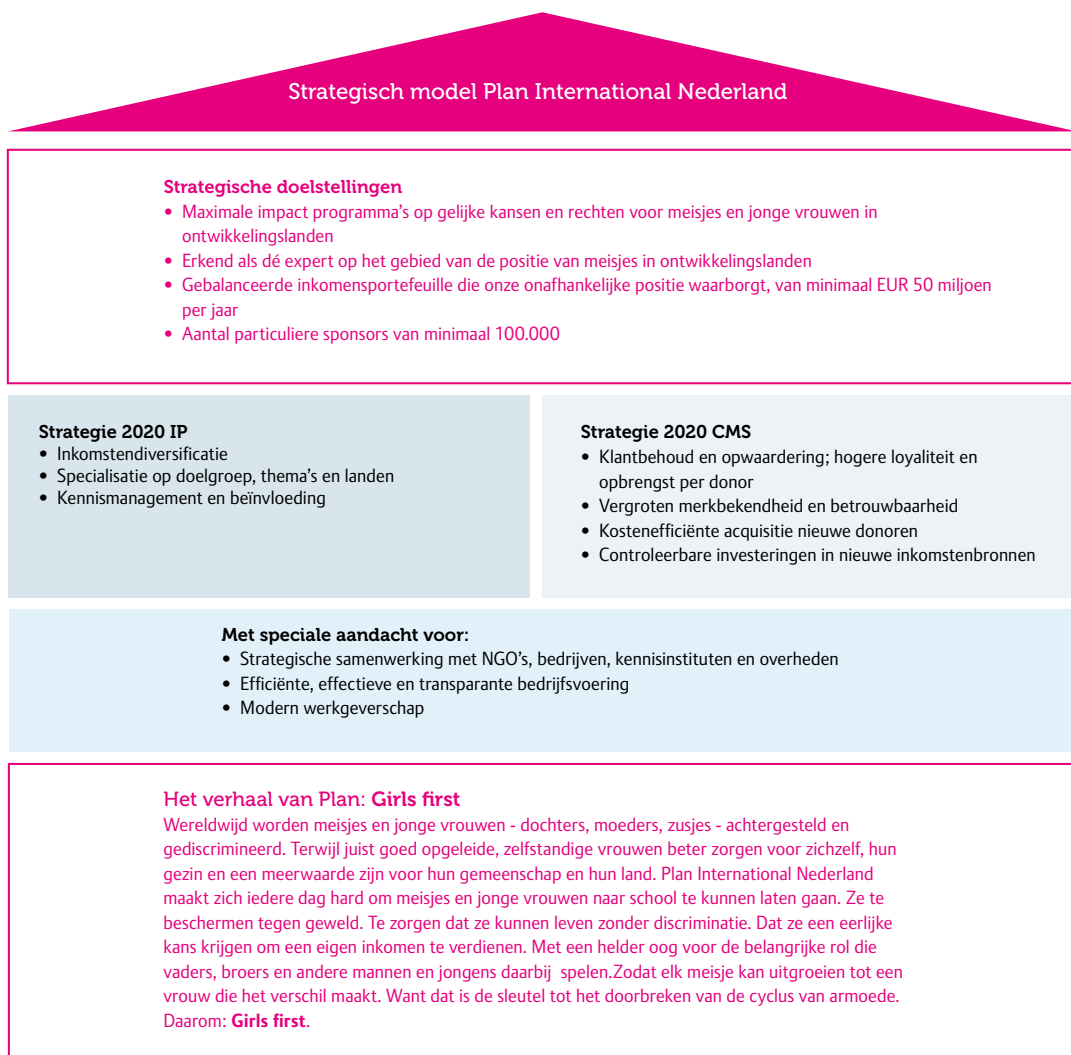 Strategisch model Plan International Nederland
Strategische doelstellingen
• Maximale impact programma's op gelijke kansen en rechten voor meisjes en jonge vrouwen in
ontwikkelingslanden
• Erkend als dé expert op het gebied van de positie van meisjes in ontwikkelingslanden
• Gebalanceerde inkomensportefeuille die onze onafhankelijke positie waarborgt, van minimaal EUR 50 miljoen
per jaar
• Aantal particuliere sponsors van minimaal 100.000
Strategie 2020 IP
• Inkomstendiversificatie
• Specialisatie op doelgroep, thema's en landen
• Kennismanagement en beïnvloeding
Strategie 2020 CMS
• Klantbehoud en opwaardering; hogere loyaliteit en
opbrengst per donor
• Vergroten merkbekendheid en betrouwbaarheid
• Kostenefficiënte acquisitie nieuwe donoren
• Controleerbare investeringen in nieuwe inkomstenbronnen
Met speciale aandacht voor:
• Strategische samenwerking met NGO's, bedrijven, kennisinstituten en overheden
• Efficiënte, effectieve en transparante bedrijfsvoering
• Modern werkgeverschap
Het verhaal van Plan: Girls first
Wereldwijd worden meisjes en jonge vrouwen - dochters, moeders, zusjes - achtergesteld en
gediscrimineerd. Terwijl juist goed opgeleide, zelfstandige vrouwen beter zorgen voor zichzelf, hun
gezin en een meerwaarde zijn voor hun gemeenschap en hun land. Plan International Nederland
maakt zich iedere dag hard om meisjes en jonge vrouwen naar school te kunnen laten gaan. Ze te
beschermen tegen geweld. Te zorgen dat ze kunnen leven zonder discriminatie. Dat ze een eerlijke
kans krijgen om een eigen inkomen te verdienen. Met een helder oog voor de belangrijke rol die
vaders, broers en andere mannen en jongens daarbij spelen.Zodat elk meisje kan uitgroeien tot een
vrouw die het verschil maakt. Want dat is de sleutel tot het doorbreken van de cyclus van armoede.
Daarom: Girls first.